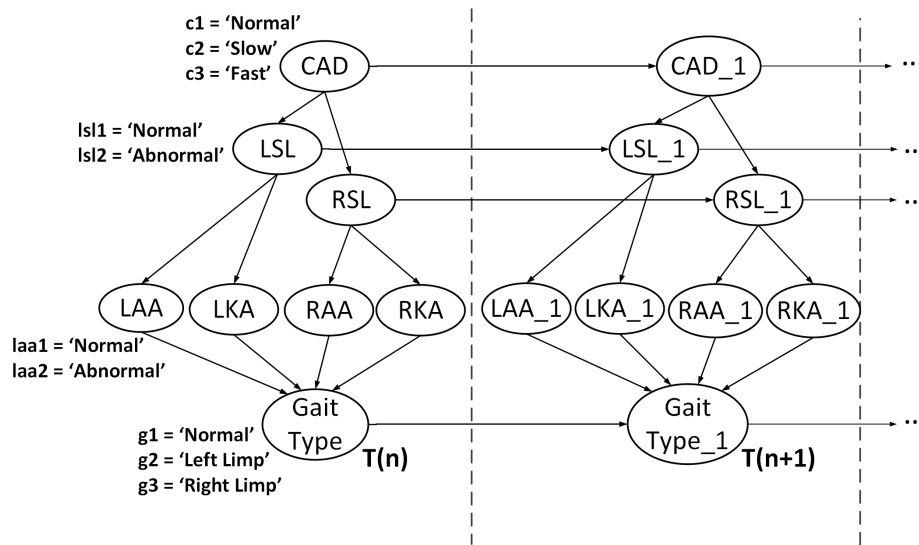 c1 = ‘Normal’
c2 = ‘Slow’
c3 = ‘Fast’
CAD
CAD_1
..
lsl1 = ‘Normal’
lsl2 = ‘Abnormal’
LSL
LSL_1
..
RSL
RSL_1
..
LAA
LKA
RAA
RKA
LAA_1
LKA_1
RAA_1
RKA_1
laa1 = ‘Normal’
laa2 = ‘Abnormal’
Gait
Type
Gait
Type_1
..
g1 = ‘Normal’
g2 = ‘Left Limp’
g3 = ‘Right Limp’
T(n)
T(n+1)